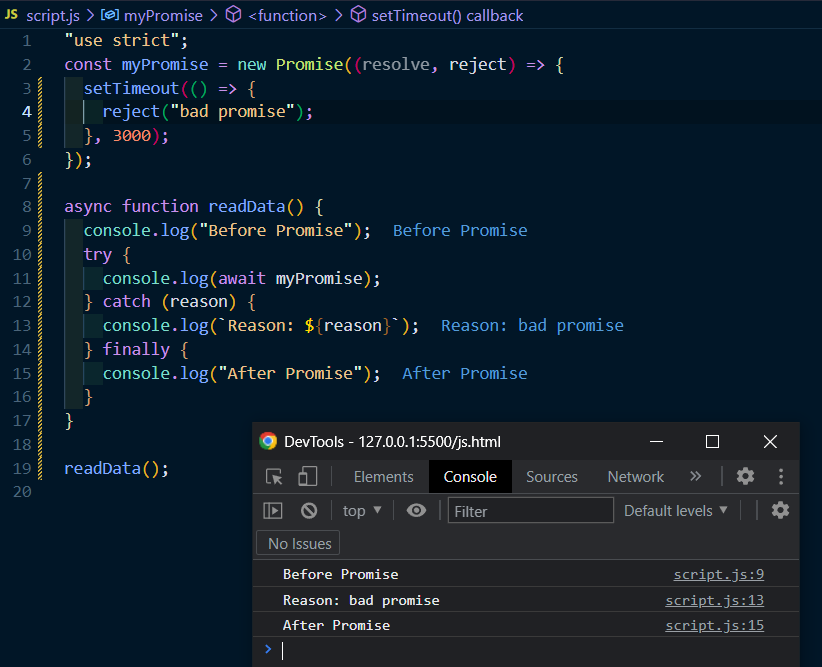 JS script.js > myPromise > <function> > setTimeout() callback
1 "use strict";
2 const myPromise = new Promise((resolve, reject) => {
3 setTimeout(() => {
4 reject("bad promise");
5 }, 3000);
6 });
7
8 async function readData() {
9 console.log("Before Promise"); Before Promise
10 try {
11 console.log(await myPromise);
12 } catch (reason) {
13 console.log(`Reason: ${reason}`); Reason: bad promise
14 } finally {
15 console.log("After Promise"); After Promise
16 }
17 }
18
19 readData();
20
DevTools - 127.0.0.1:5500/js.html
Elements Console Sources Network »
top Filter Default levels
No Issues
Before Promise script.js:9
Reason: bad promise script.js:13
After Promise script.js:15
>